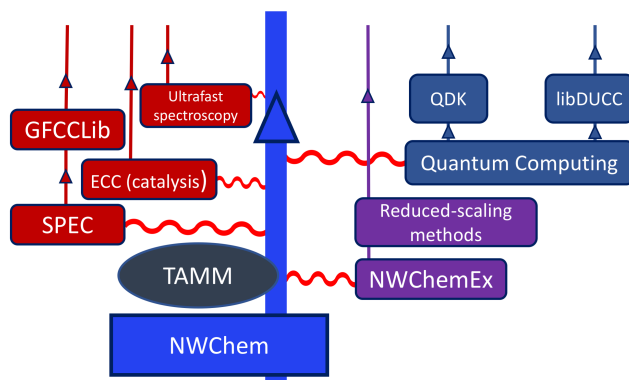 Ultrafast
spectroscopy
QDK
libDUCC
GFCCLib
ECC (catalysis)
Quantum Computing
SPEC
Reduced-scaling
methods
TAMM
NWChemEx
NWChem